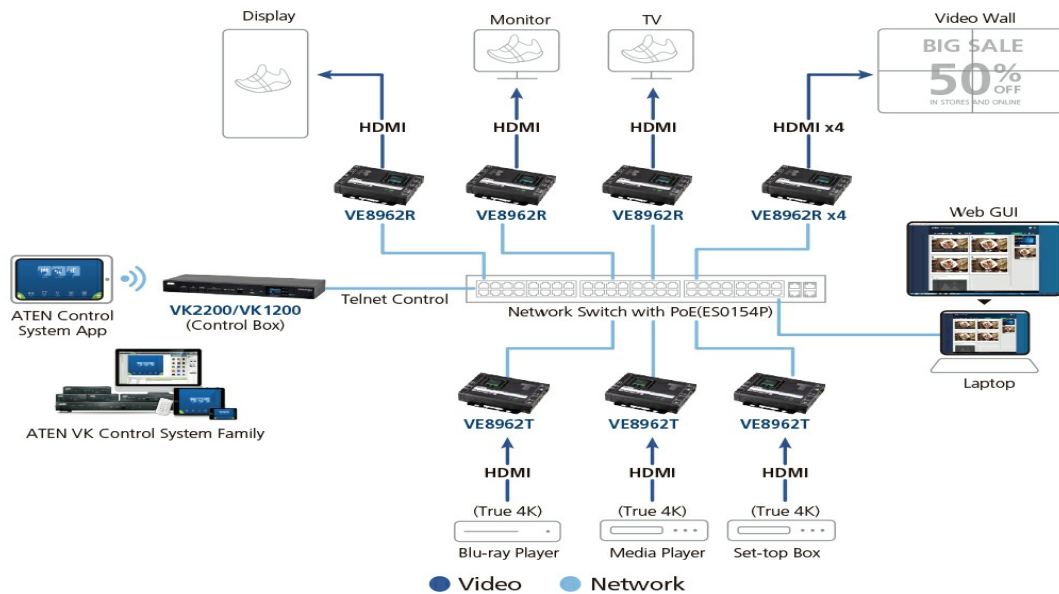 Display
Monitor
TV
Video Wall
BIG SALE
50% OFF
IN STORES AND ONLINE
HDMI
HDMI
HDMI
HDMI x4
VE8962R
VE8962R
VE8962R
VE8962R x4
Web GUI
ATEN Control
System App
VK2200/VK1200
(Control Box)
Telnet Control
Network Switch with PoE(ES0154P)
Laptop
ATEN VK Control System Family
VE8962T
VE8962T
VE8962T
HDMI
HDMI
HDMI
(True 4K)
(True 4K)
(True 4K)
Blu-ray Player
Media Player
Set-top Box
Video
Network